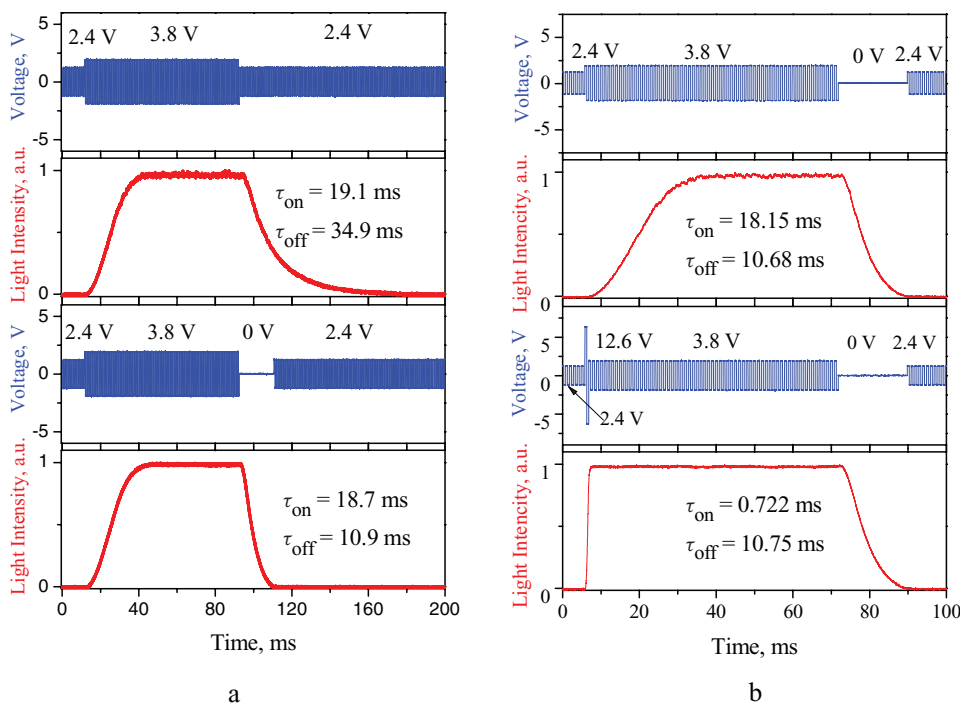 5
0
-5
Voltage, V
2.4 V 3.8 V 2.4 V
1
0
Light Intensity, a.u.
τon = 19.1 ms
τoff = 34.9 ms
5
0
-5
Voltage, V
2.4 V 3.8 V 0 V 2.4 V
1
0
Light Intensity, a.u.
τon = 18.7 ms
τoff = 10.9 ms
0 40 80 120 160 200
Time, ms
a
5
0
-5
Voltage, V
2.4 V 3.8 V 0 V 2.4 V
1
0
Light Intencity, a.u.
τon = 18.15 ms
τoff = 10.68 ms
5
0
-5
Voltage, V
12.6 V 3.8 V 0 V 2.4 V
2.4 V
1
0
Light Intencity, a.u.
τon = 0.722 ms
τoff = 10.75 ms
0 20 40 60 80 100
Time, ms
b